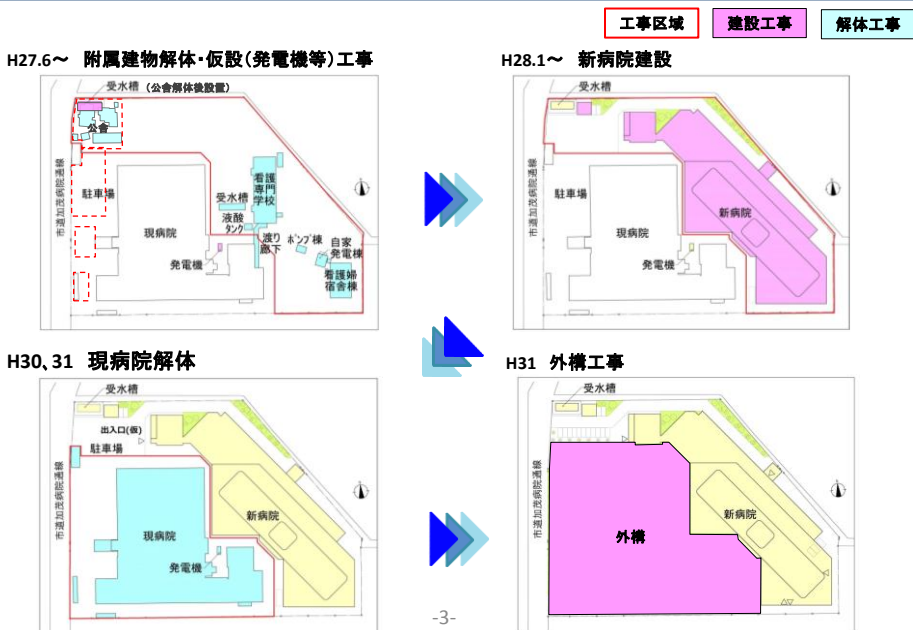 工事区域
建設工事
解体工事
H27.6～ 附属建物解体・仮設(発電機等)工事
受水槽 (公舎解体後設置)
公舎
市道加茂病院通線
駐車場
現病院
発電機
受水槽
液酸
タンク
看護
専門
学校
渡り
廊下
ポンプ棟
自家
発電棟
看護婦
宿舎棟
H28.1～ 新病院建設
受水槽
市道加茂病院通線
駐車場
現病院
発電機
新病院
H30、31 現病院解体
受水槽
出入口(仮)
駐車場
市道加茂病院通線
現病院
発電機
新病院
H31 外構工事
受水槽
市道加茂病院通線
外構
新病院
-3-